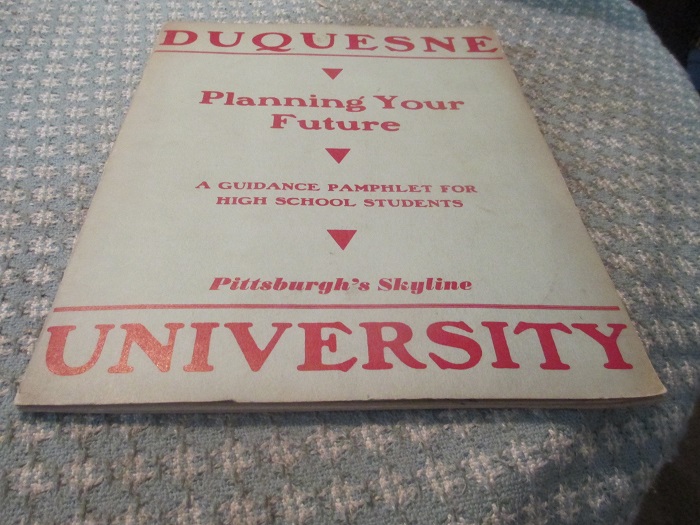 DUQUESNE
Planning Your
Future
A GUIDANCE PAMPHLET FOR
HIGH SCHOOL STUDENTS
Pittsburgh's Skyline
UNIVERSITY